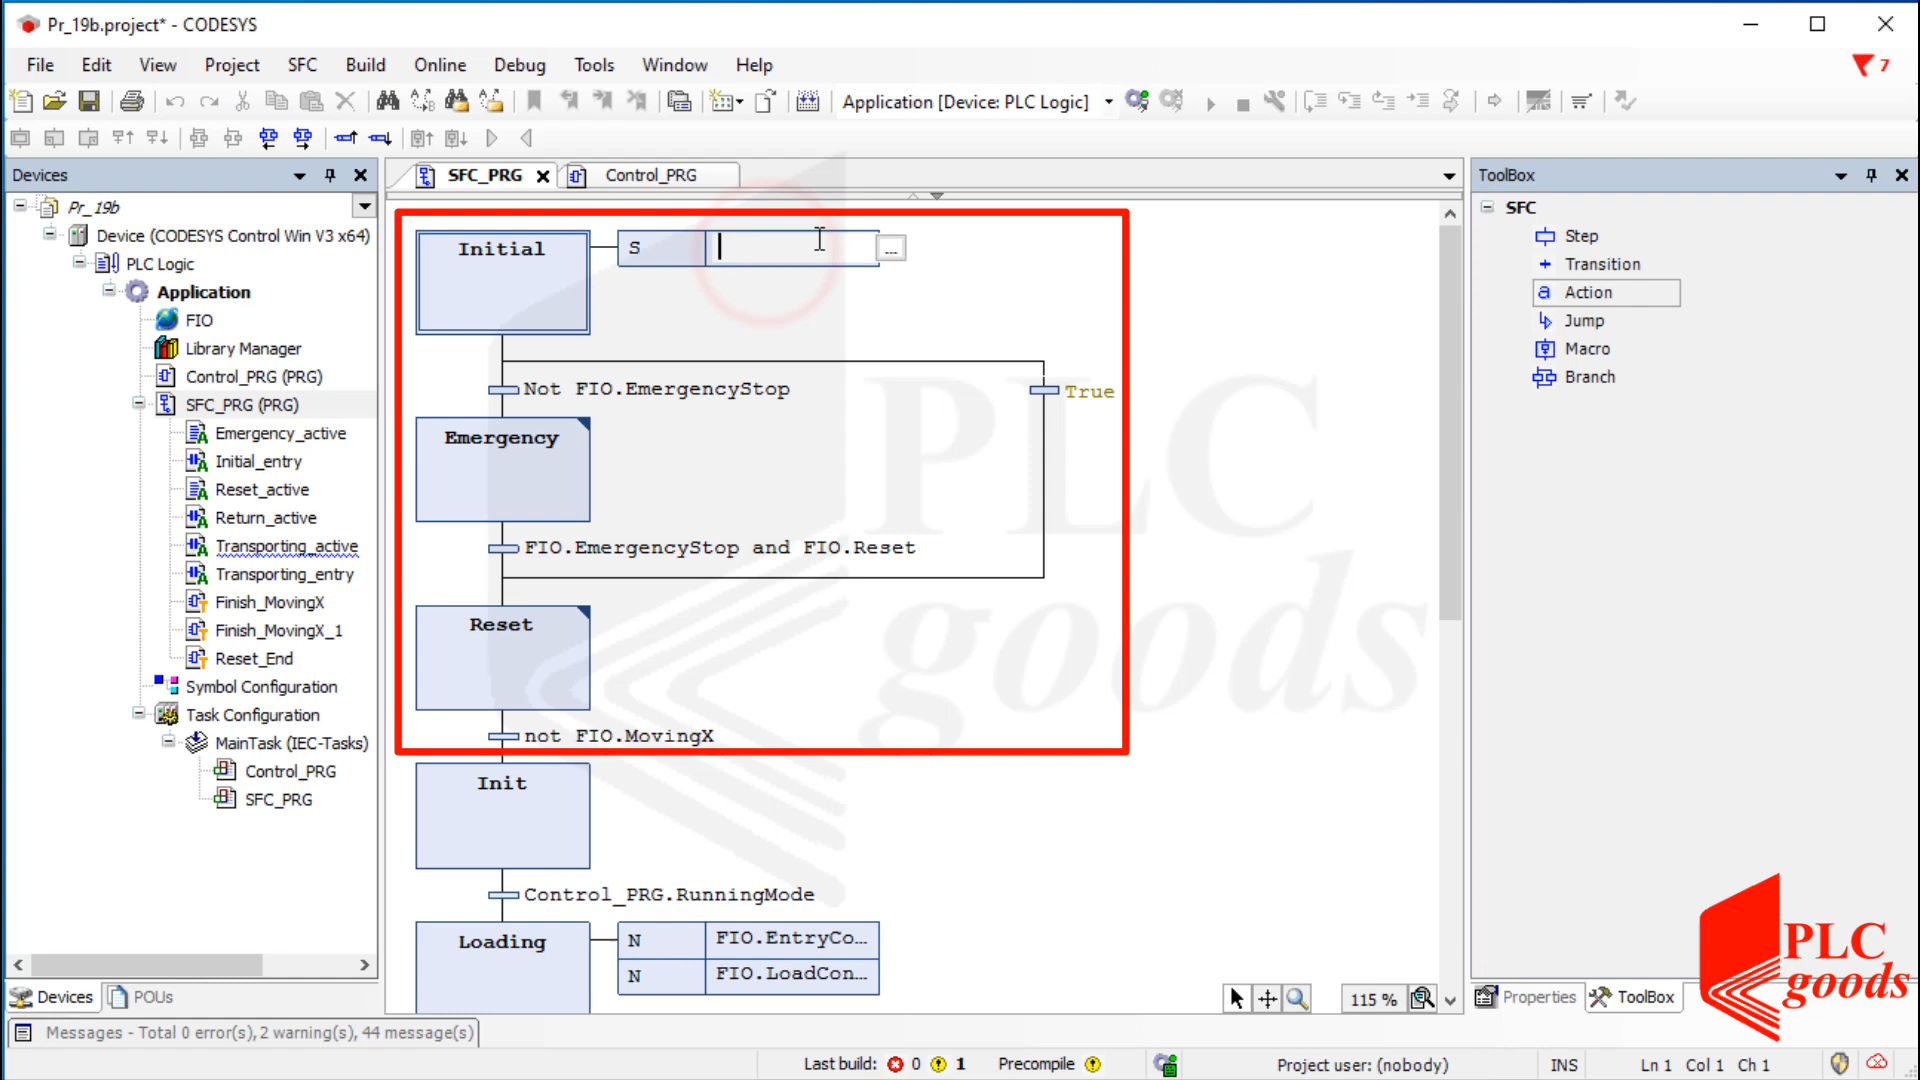 Pr_19b.project* - CODESYS
File Edit View Project SFC Build Online Debug Tools Window Help
7
Application [Device: PLC Logic]
Devices
SFC_PRG
Control_PRG
ToolBox
Pr_19b
Device (CODESYS Control Win V3 x64)
PLC Logic
Application
FIO
Library Manager
Control_PRG (PRG)
SFC_PRG (PRG)
Emergency_active
Initial_entry
Reset_active
Return_active
Transporting_active
Transporting_entry
Finish_MovingX
Finish_MovingX_1
Reset_End
Symbol Configuration
Task Configuration
MainTask (IEC-Tasks)
Control_PRG
SFC_PRG
Initial
S
...
Not FIO.EmergencyStop
True
Emergency
FIO.EmergencyStop and FIO.Reset
Reset
not FIO.MovingX
Init
Control_PRG.RunningMode
Loading
N FIO.EntryCo...
N FIO.LoadCon...
PLC
goods
115 %
SFC
Step
Transition
Action
Jump
Macro
Branch
PLC
goods
Devices
POUs
Properties
ToolBox
Messages - Total 0 error(s), 2 warning(s), 44 message(s)
Last build: 0 1 Precompile Project user: (nobody) INS Ln 1 Col 1 Ch 1